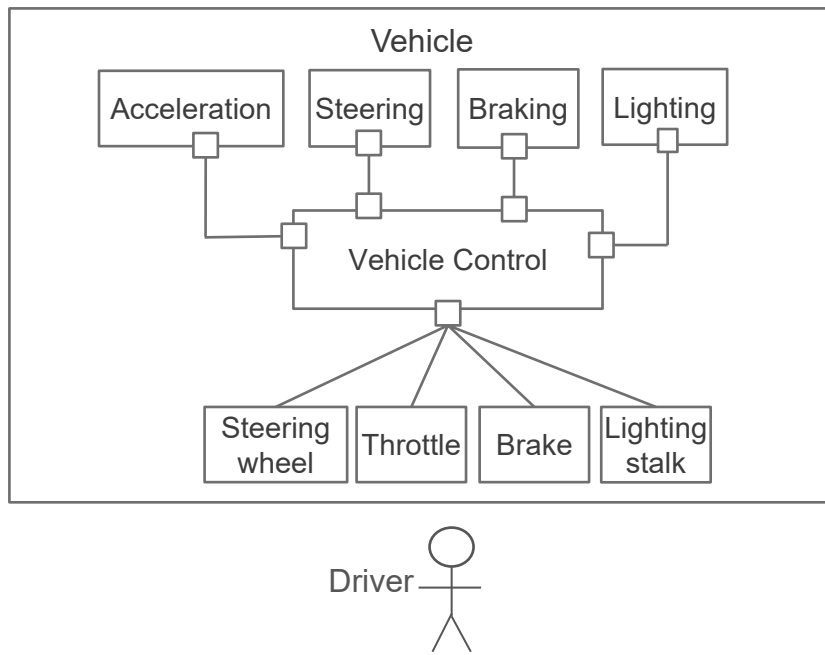 Vehicle
Acceleration
Steering
Braking
Lighting
Vehicle Control
Steering
wheel
Throttle
Brake
Lighting
stalk
Driver